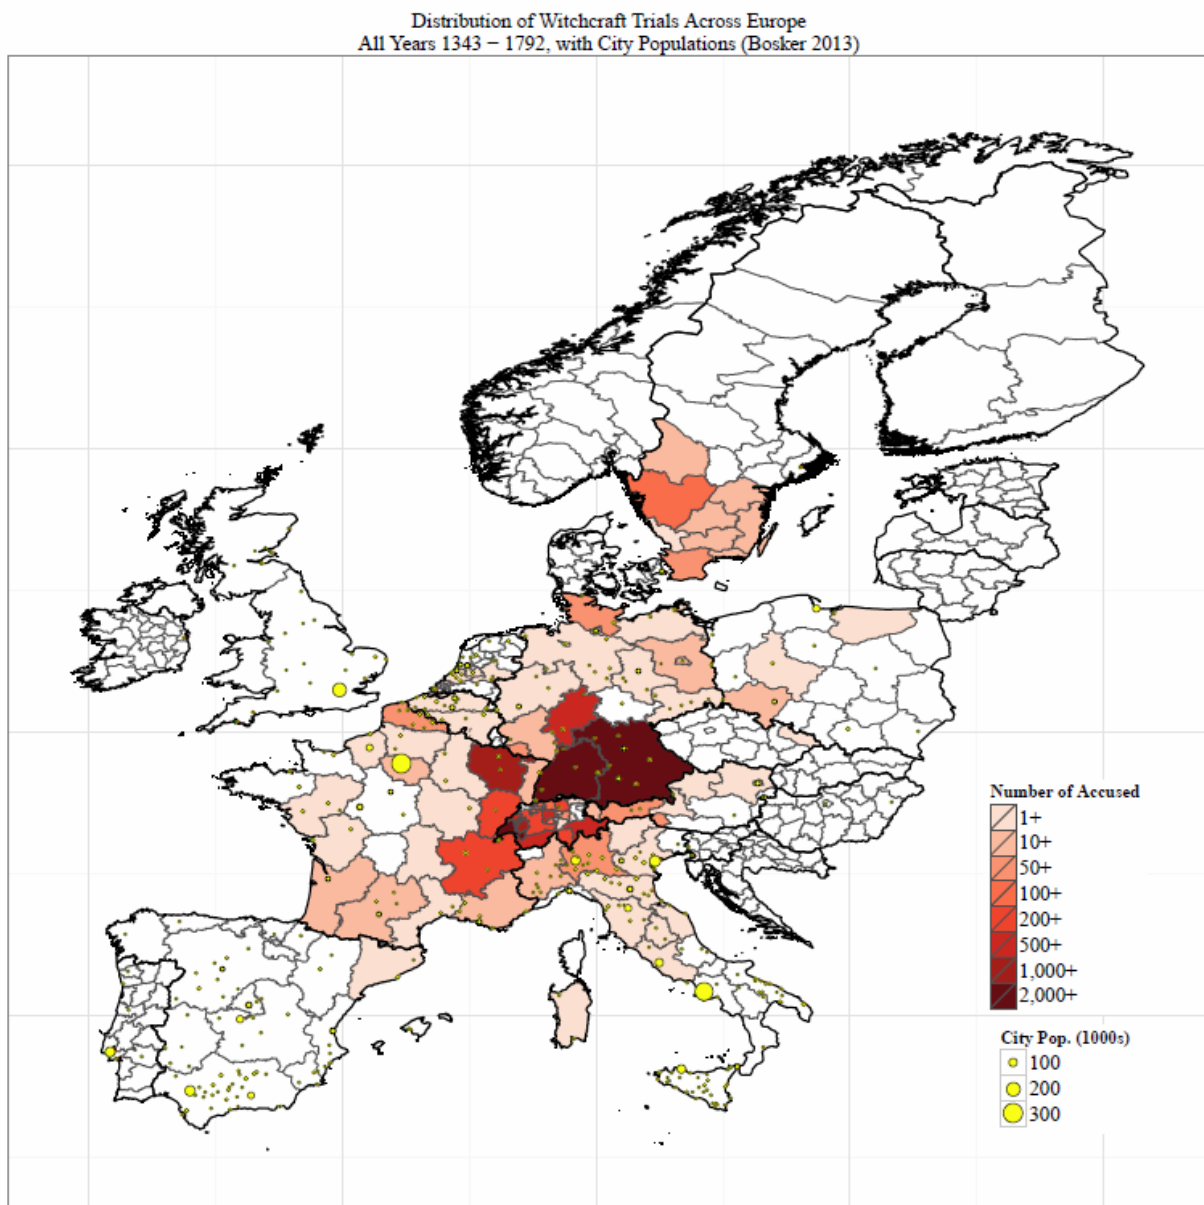 Distribution of Witchcraft Trials Across Europe
All Years 1343 − 1792, with City Populations (Bosker 2013)
Number of Accused
1+
10+
50+
100+
200+
500+
1,000+
2,000+
City Pop. (1000s)
100
200
300